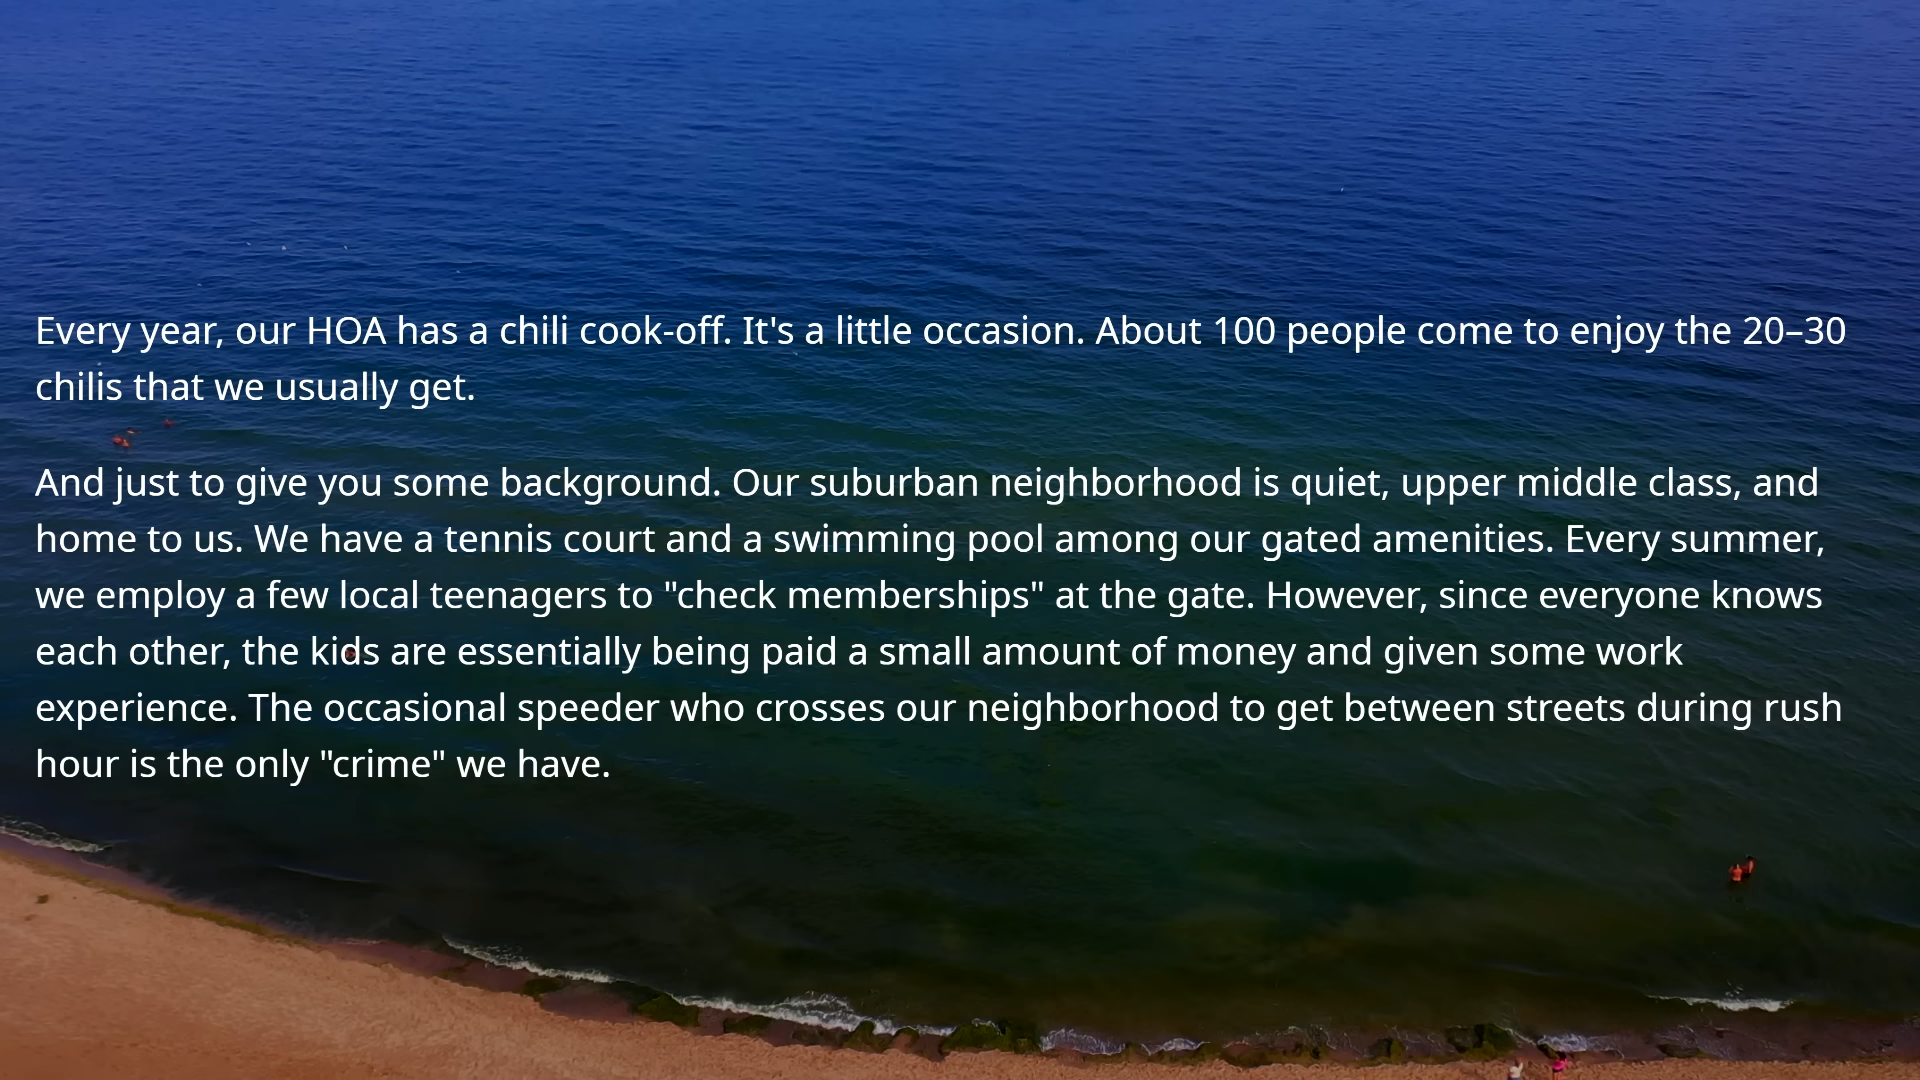 Every year, our HOA has a chili cook-off. It's a little occasion. About 100 people come to enjoy the 20–30
chilis that we usually get.
And just to give you some background. Our suburban neighborhood is quiet, upper middle class, and
home to us. We have a tennis court and a swimming pool among our gated amenities. Every summer,
we employ a few local teenagers to "check memberships" at the gate. However, since everyone knows
each other, the kids are essentially being paid a small amount of money and given some work
experience. The occasional speeder who crosses our neighborhood to get between streets during rush
hour is the only "crime" we have.